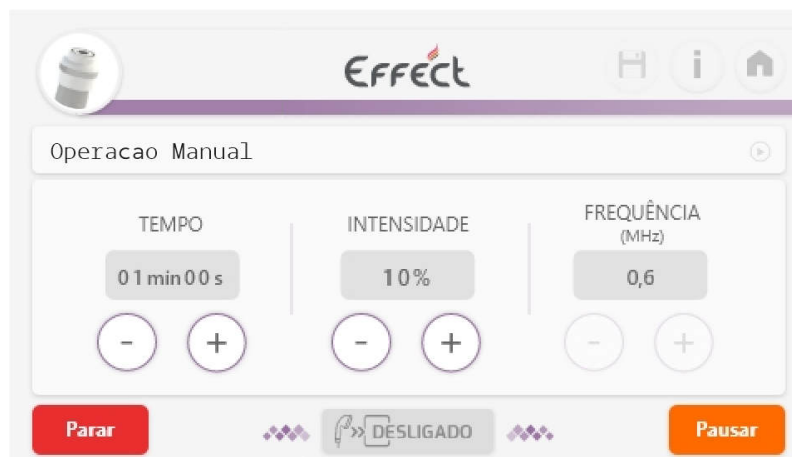 Effect
i
Operacao Manual
TEMPO
01min00s
- +
INTENSIDADE
10%
- +
FREQUÊNCIA
(MHz)
0,6
- +
Parar
DESLIGADO
Pausar